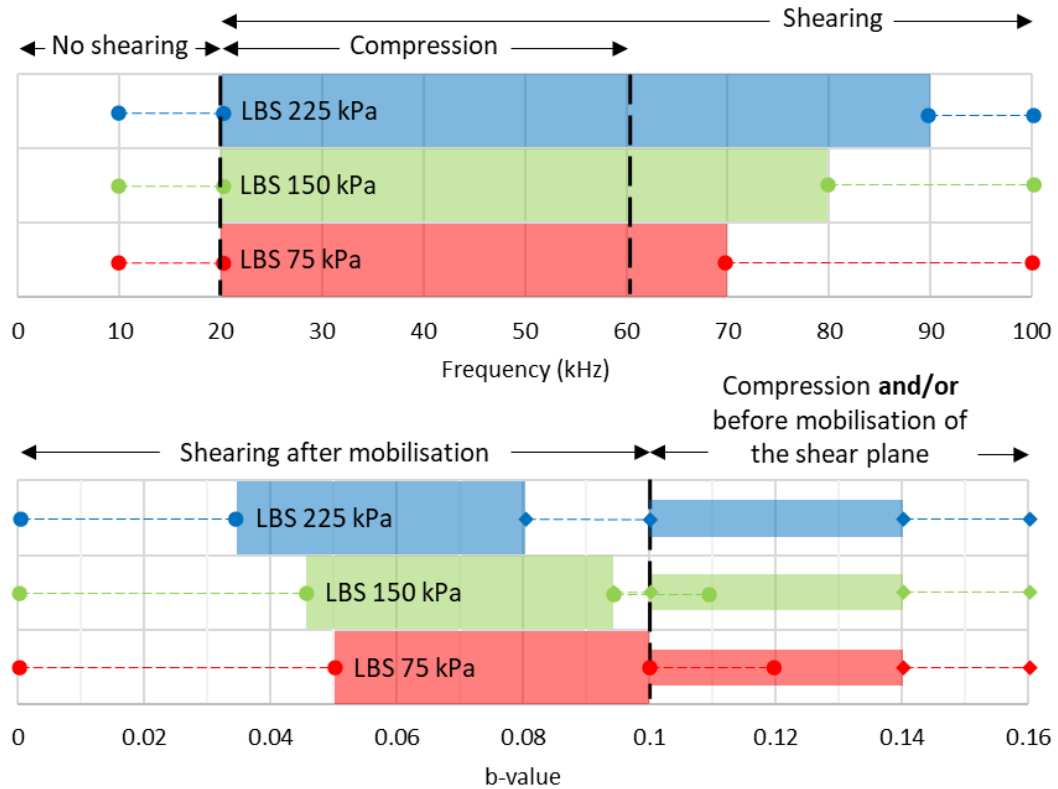 Shearing
No shearing
Compression
LBS 225 kPa
LBS 150 kPa
LBS 75 kPa
0 10 20 30 40 50 60 70 80 90 100
Frequency (kHz)
Compression and/or
before mobilisation of
the shear plane
Shearing after mobilisation
LBS 225 kPa
LBS 150 kPa
LBS 75 kPa
0 0.02 0.04 0.06 0.08 0.1 0.12 0.14 0.16
b-value